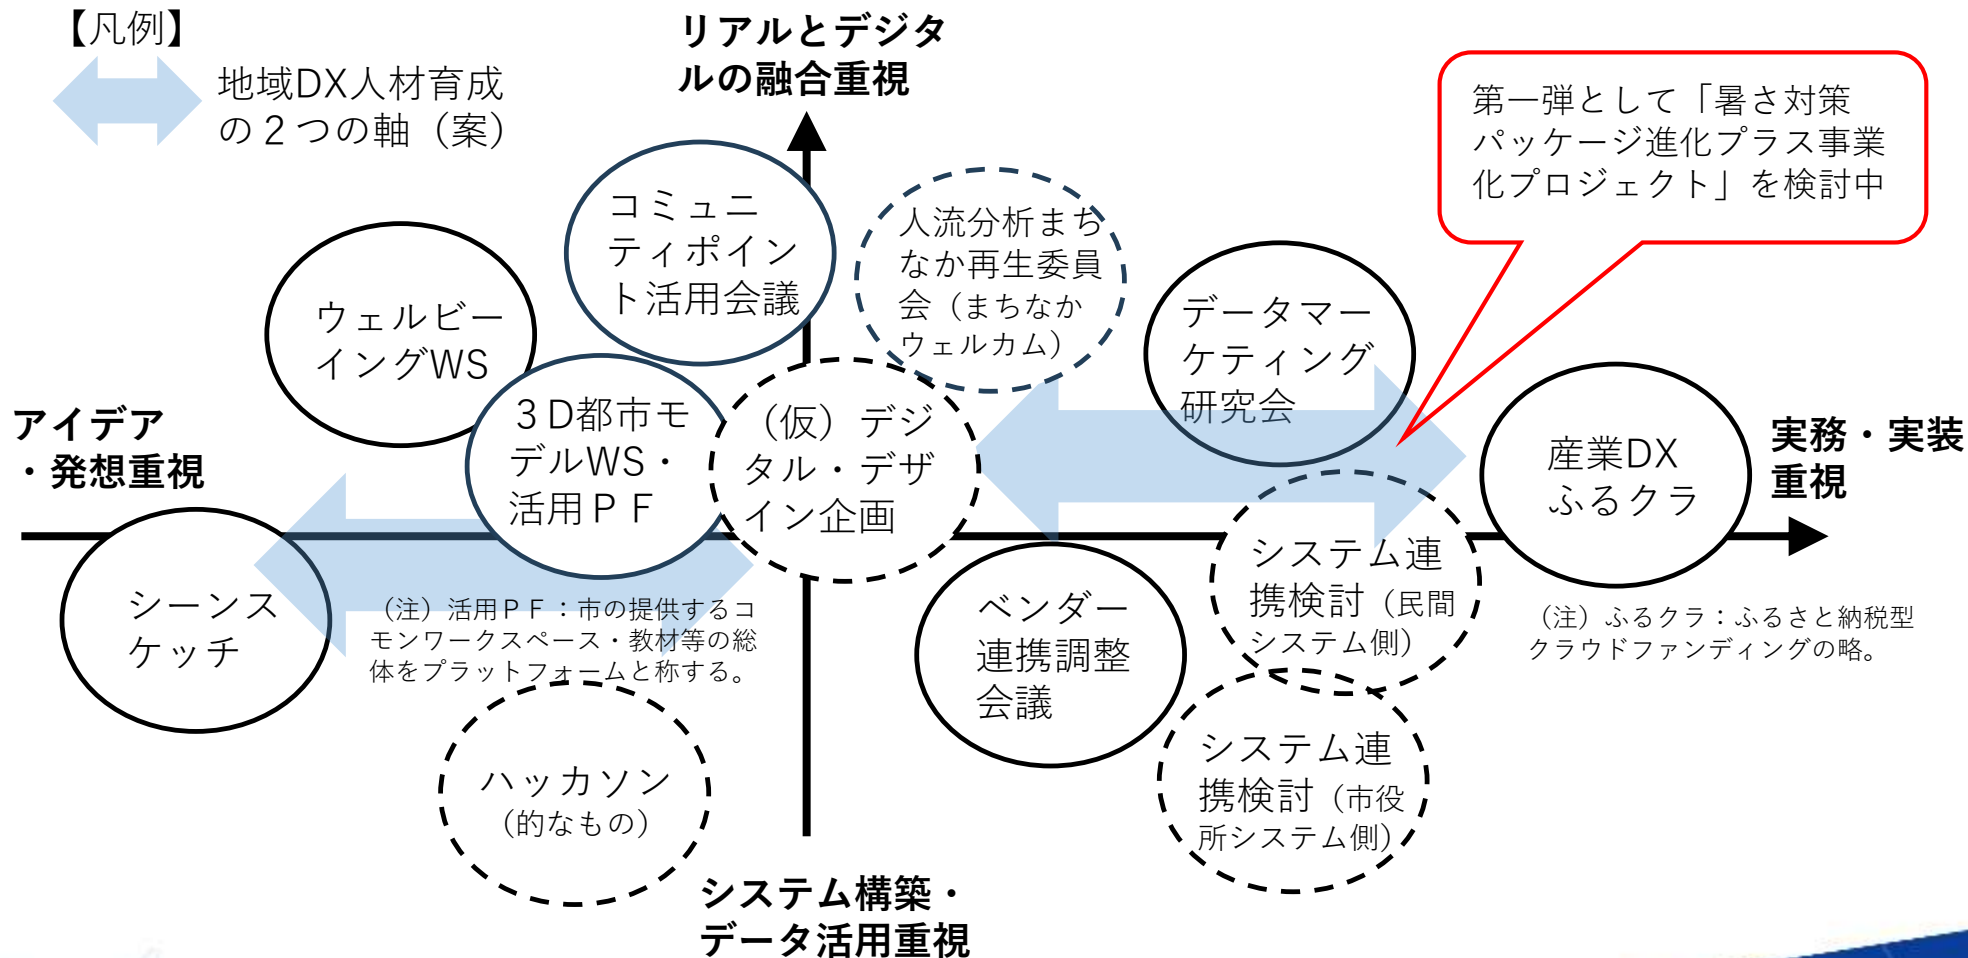 【凡例】
地域DX人材育成
の２つの軸（案）
リアルとデジタ
ルの融合重視
第一弾として「暑さ対策
パッケージ進化プラス事業
化プロジェクト」を検討中
コミュニ
ティポイン
ト活用会議
人流分析まち
なか再生委員
会（まちなか
ウェルカム）
ウェルビー
イングWS
データマー
ケティング
研究会
アイデア
・発想重視
３D都市モ
デルWS・
活用ＰＦ
（仮）デジ
タル・デザ
イン企画
産業DX
ふるクラ
実務・実装
重視
シーンス
ケッチ
（注）活用ＰＦ：市の提供するコ
モンワークスペース・教材等の総
体をプラットフォームと称する。
ベンダー
連携調整
会議
システム連
携検討（民間
システム側）
（注）ふるクラ：ふるさと納税型
クラウドファンディングの略。
ハッカソン
（的なもの）
システム連
携検討（市役
所システム側）
システム構築・
データ活用重視